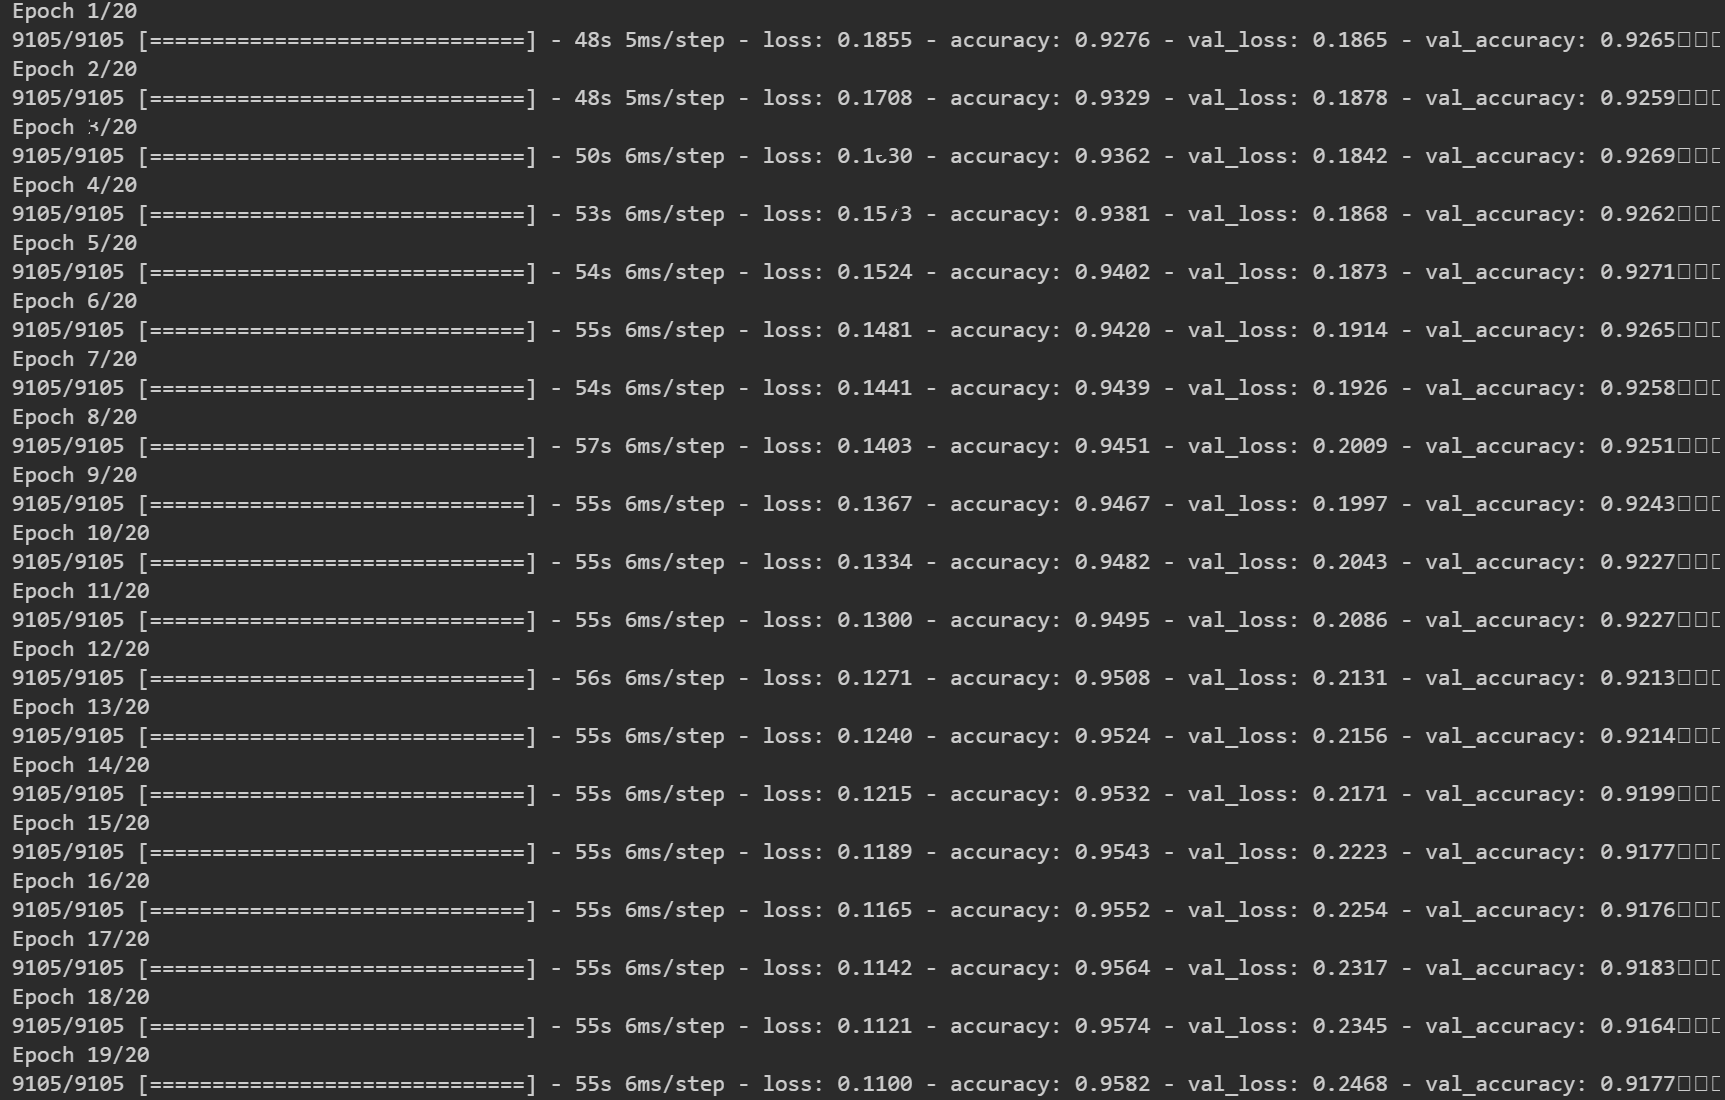 Epoch 1/20
9105/9105 [==============================] - 48s 5ms/step - loss: 0.1855 - accuracy: 0.9276 - val_loss: 0.1865 - val_accuracy: 0.9265□□□
Epoch 2/20
9105/9105 [==============================] - 48s 5ms/step - loss: 0.1708 - accuracy: 0.9329 - val_loss: 0.1878 - val_accuracy: 0.9259□□□
Epoch /20
9105/9105 [==============================] - 50s 6ms/step - loss: - accuracy: 0.9362 - val_loss: 0.1842 - val_accuracy: 0.9269□□□
Epoch 4/20
9105/9105 [==============================] - 53s 6ms/step - loss: - accuracy: 0.9381 - val_loss: 0.1868 - val_accuracy: 0.9262□□□
Epoch 5/20
9105/9105 [==============================] - 54s 6ms/step - loss: 0.1524 - accuracy: 0.9402 - val_loss: 0.1873 - val_accuracy: 0.9271□□□
Epoch 6/20
9105/9105 [==============================] - 55s 6ms/step - loss: 0.1481 - accuracy: 0.9420 - val_loss: 0.1914 - val_accuracy: 0.9265□□□
Epoch 7/20
9105/9105 [==============================] - 54s 6ms/step - loss: 0.1441 - accuracy: 0.9439 - val_loss: 0.1926 - val_accuracy: 0.9258□□□
Epoch 8/20
9105/9105 [==============================] - 57s 6ms/step - loss: 0.1403 - accuracy: 0.9451 - val_loss: 0.2009 - val_accuracy: 0.9251□□□
Epoch 9/20
9105/9105 [==============================] - 55s 6ms/step - loss: 0.1367 - accuracy: 0.9467 - val_loss: 0.1997 - val_accuracy: 0.9243□□□
Epoch 10/20
9105/9105 [==============================] - 55s 6ms/step - loss: 0.1334 - accuracy: 0.9482 - val_loss: 0.2043 - val_accuracy: 0.9227□□□
Epoch 11/20
9105/9105 [==============================] - 55s 6ms/step - loss: 0.1300 - accuracy: 0.9495 - val_loss: 0.2086 - val_accuracy: 0.9227□□□
Epoch 12/20
9105/9105 [==============================] - 56s 6ms/step - loss: 0.1271 - accuracy: 0.9508 - val_loss: 0.2131 - val_accuracy: 0.9213□□□
Epoch 13/20
9105/9105 [==============================] - 55s 6ms/step - loss: 0.1240 - accuracy: 0.9524 - val_loss: 0.2156 - val_accuracy: 0.9214□□□
Epoch 14/20
9105/9105 [==============================] - 55s 6ms/step - loss: 0.1215 - accuracy: 0.9532 - val_loss: 0.2171 - val_accuracy: 0.9199□□□
Epoch 15/20
9105/9105 [==============================] - 55s 6ms/step - loss: 0.1189 - accuracy: 0.9543 - val_loss: 0.2223 - val_accuracy: 0.9177□□□
Epoch 16/20
9105/9105 [==============================] - 55s 6ms/step - loss: 0.1165 - accuracy: 0.9552 - val_loss: 0.2254 - val_accuracy: 0.9176□□□
Epoch 17/20
9105/9105 [==============================] - 55s 6ms/step - loss: 0.1142 - accuracy: 0.9564 - val_loss: 0.2317 - val_accuracy: 0.9183□□□
Epoch 18/20
9105/9105 [==============================] - 55s 6ms/step - loss: 0.1121 - accuracy: 0.9574 - val_loss: 0.2345 - val_accuracy: 0.9164□□□
Epoch 19/20
9105/9105 [==============================] - 55s 6ms/step - loss: 0.1100 - accuracy: 0.9582 - val_loss: 0.2468 - val_accuracy: 0.9177□□□